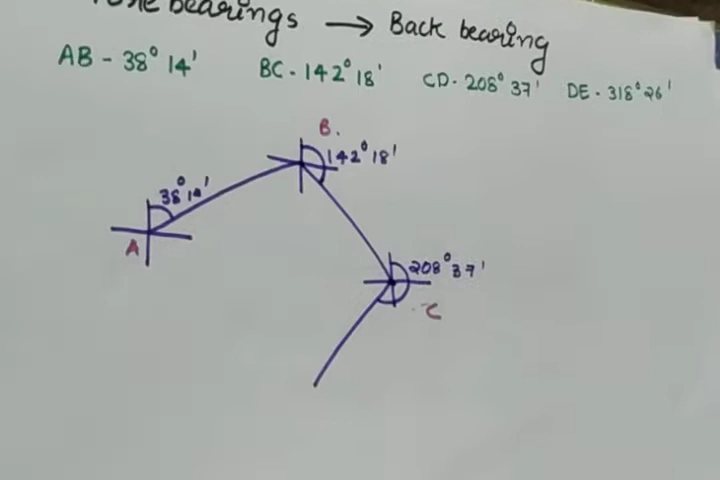 bearings → Back bearing
AB - 38° 14' BC - 142° 18' CD - 208° 37' DE - 318° 26'
B.
142° 18'
38° 14'
A
208° 37'
C